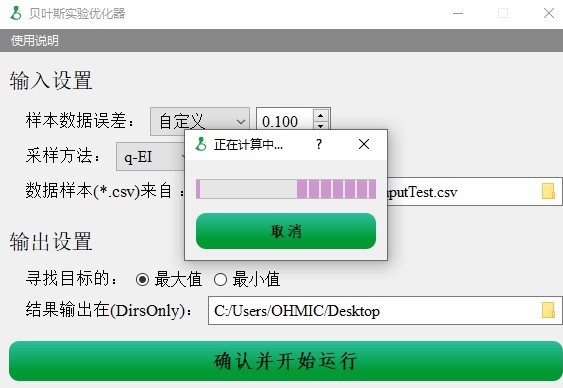 贝叶斯实验优化器
使用说明
输入设置
样本数据误差： 自定义 0.100
正在计算中... ?
采样方法： q-EI
数据样本(*.csv)来自： nputTest.csv
取消
输出设置
寻找目标的： 最大值 最小值
结果输出在(DirsOnly)： C:/Users/OHMIC/Desktop
确认并开始运行